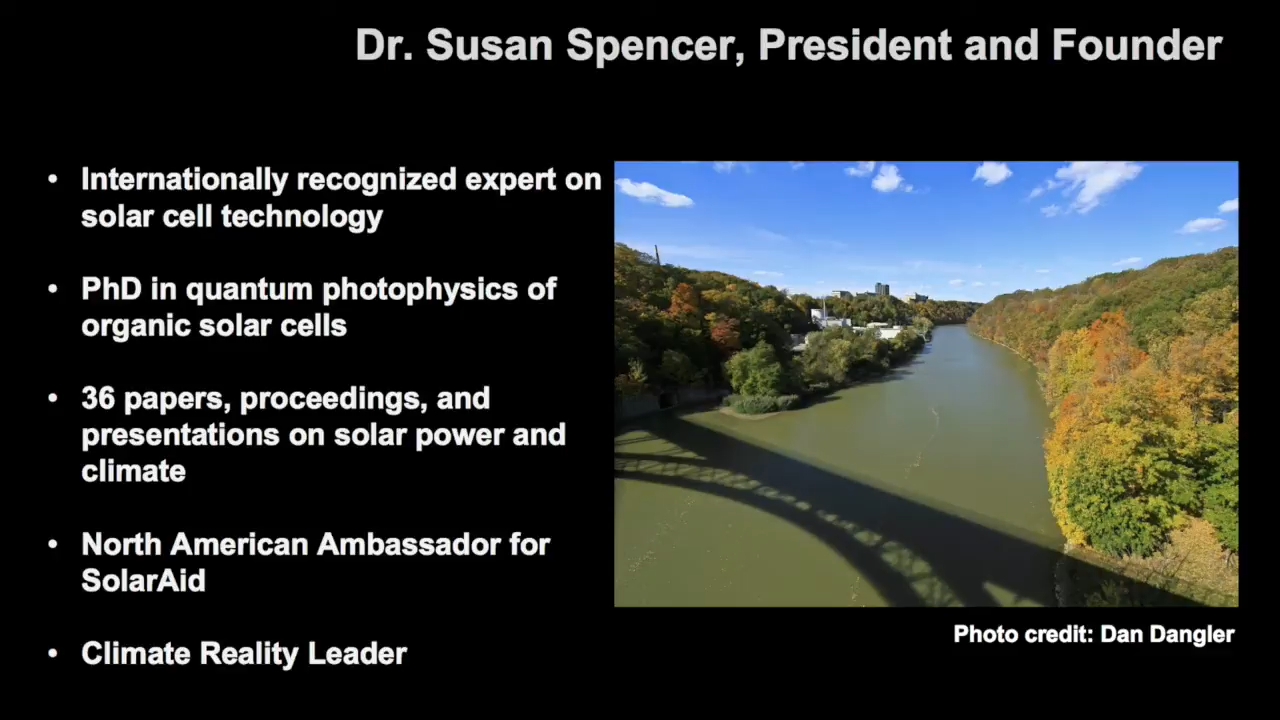 Dr. Susan Spencer, President and Founder
• Internationally recognized expert on
solar cell technology
• PhD in quantum photophysics of
organic solar cells
• 36 papers, proceedings, and
presentations on solar power and
climate
• North American Ambassador for
SolarAid
• Climate Reality Leader
Photo credit: Dan Dangler